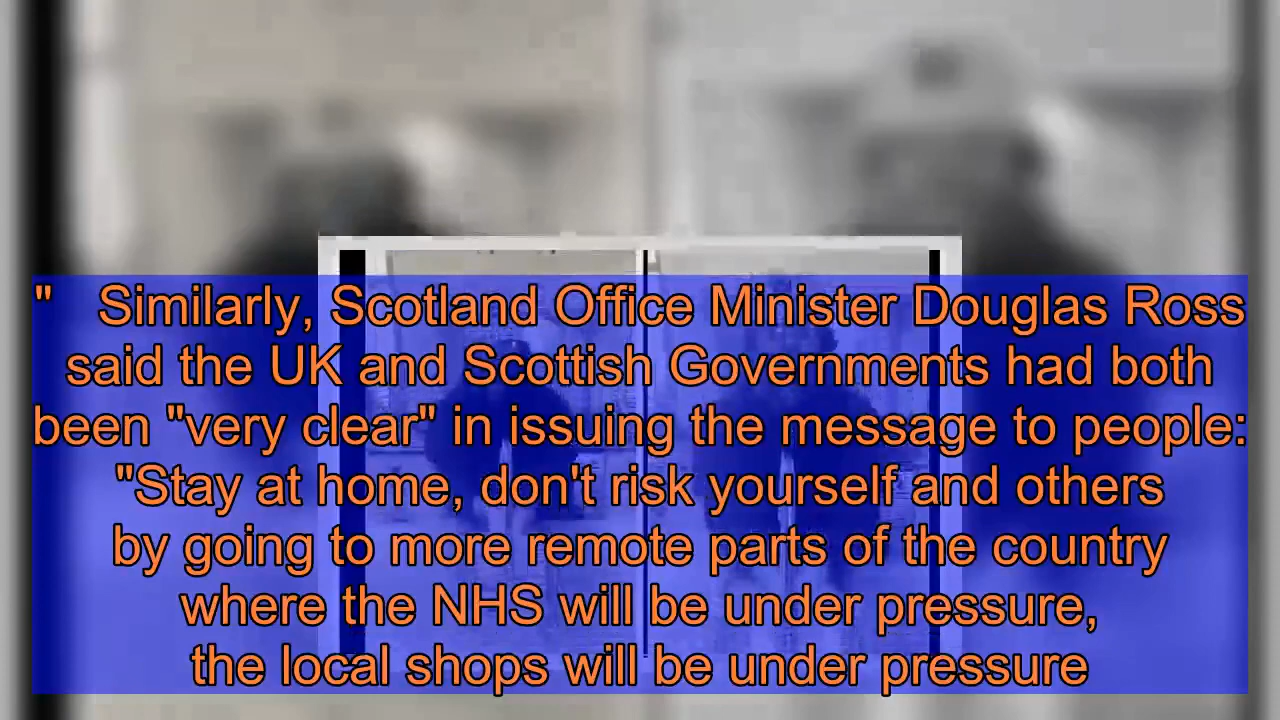 " Similarly, Scotland Office Minister Douglas Ross
said the UK and Scottish Governments had both
been "very clear" in issuing the message to people:
"Stay at home, don't risk yourself and others
by going to more remote parts of the country
where the NHS will be under pressure,
the local shops will be under pressure